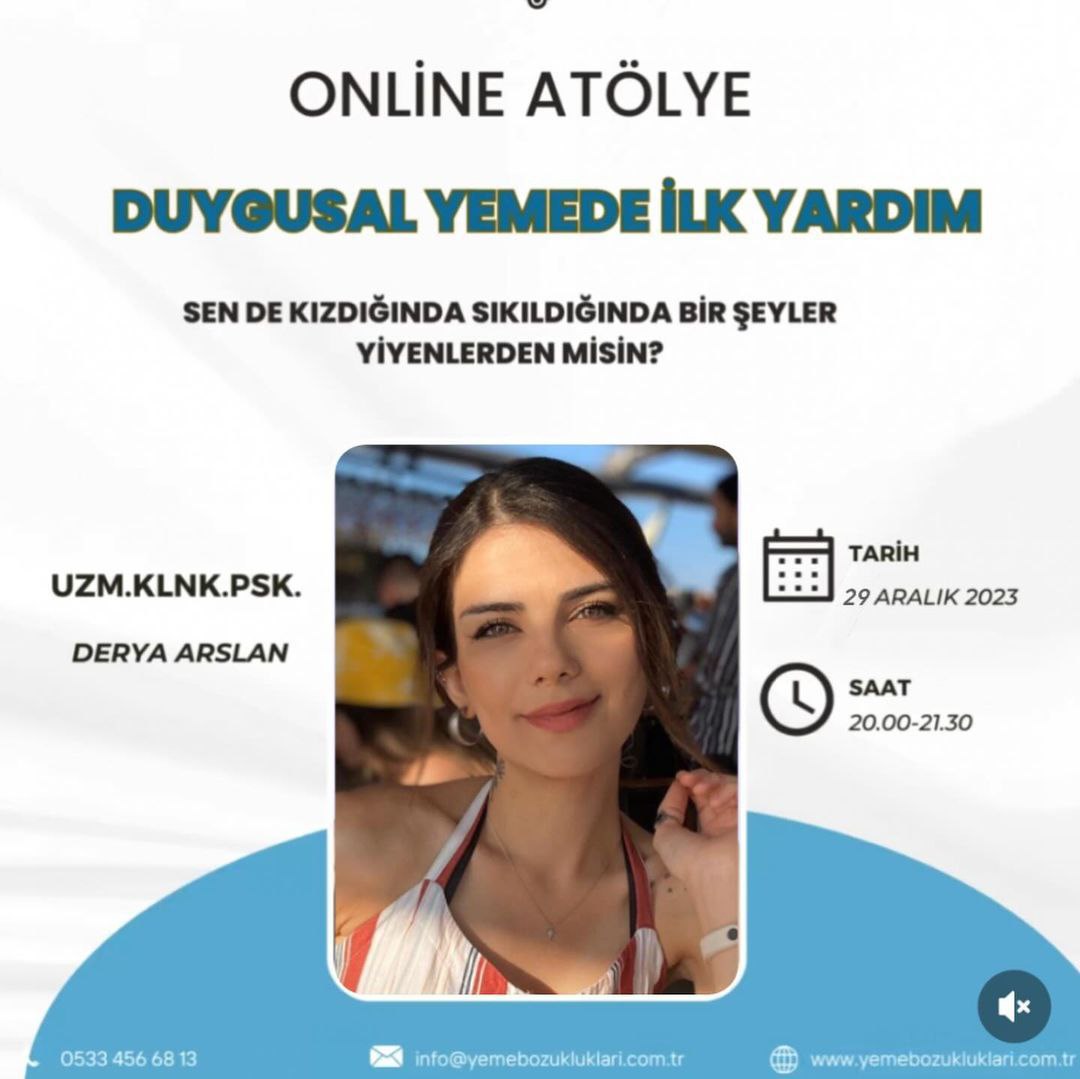 ONLİNE ATÖLYE
DUYGUSAL YEMEDE İLK YARDIM
SEN DE KIZDIĞINDA SIKILDIĞINDA BİR ŞEYLER
YİYENLERDEN MİSİN?
UZM.KLNK.PSK.
DERYA ARSLAN
TARİH
29 ARALIK 2023
SAAT
20.00-21.30
0533 456 68 13
info@yemebozukluklari.com.tr
www.yemebozukluklari.com.tr